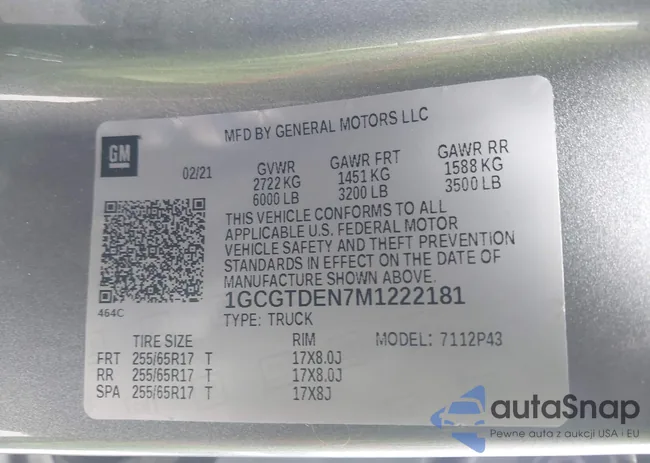 MFD BY GENERAL MOTORS LLC
GM
02/21
GVWR GAWR FRT GAWR RR
2722 KG 1451 KG 1588 KG
6000 LB 3200 LB 3500 LB
THIS VEHICLE CONFORMS TO ALL
APPLICABLE U.S. FEDERAL MOTOR
VEHICLE SAFETY AND THEFT PREVENTION
STANDARDS IN EFFECT ON THE DATE OF
MANUFACTURE SHOWN ABOVE.
464C
1GCGTDEN7M1222181
TYPE: TRUCK
TIRE SIZE RIM MODEL: 7112P43
FRT 255/65R17 T 17X8.0J
RR 255/65R17 T 17X8.0J
SPA 255/65R17 T 17X8J
autaSnap
Pewne auta z aukcji USA i EU